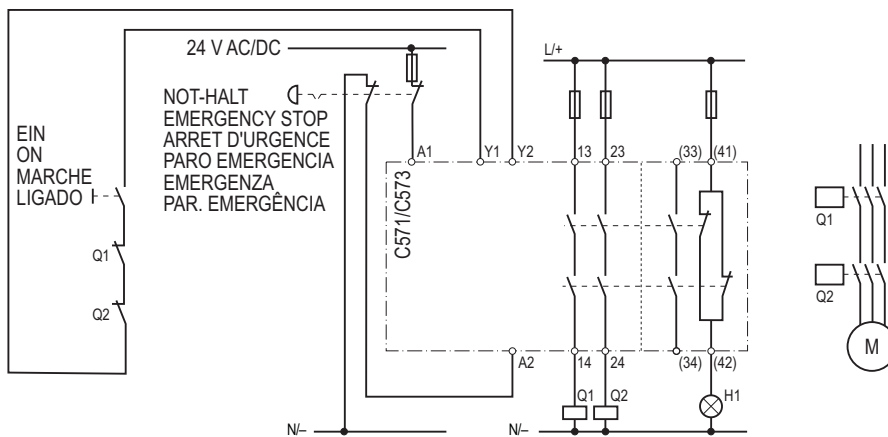 24 V AC/DC
L/+
NOT-HALT
EMERGENCY STOP
ARRET D'URGENCE
PARO EMERGENCIA
EMERGENZA
PAR. EMERGÊNCIA
EIN
ON
MARCHE
LIGADO
Q1
Q2
A1
Y1
Y2
13
23
(33)
(41)
C571/C573
A2
14
24
(34)
(42)
Q1
Q2
H1
N/–
N/–
Q1
Q2
M